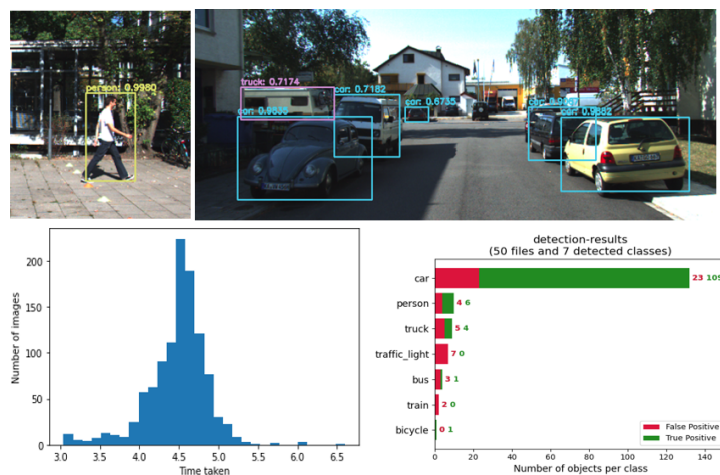 person: 0.9980
truck: 0.7174
car: 0.7182
car: 0.6735
car: 0.9882
Number of images
200
150
100
50
0
3.0 3.5 4.0 4.5 5.0 5.5 6.0 6.5
Time taken
detection-results
(50 files and 7 detected classes)
car 23 109
person 4 6
truck 5 4
traffic_light 7 0
bus 3 1
train 2 0
bicycle 0 1
False Positive
True Positive
0 20 40 60 80 100 120 140
Number of objects per class